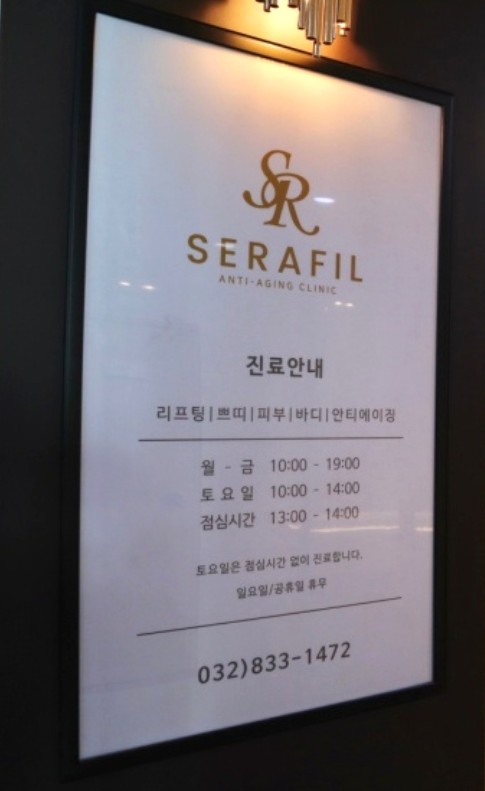 SR
SERAFIL
ANTI-AGING CLINIC
진료안내
리프팅|쁘띠|피부|바디|안티에이징
월 - 금 10:00 - 19:00
토요일 10:00 - 14:00
점심시간 13:00 - 14:00
토요일은 점심시간 없이 진료합니다.
일요일/공휴일 휴무
032)833-1472